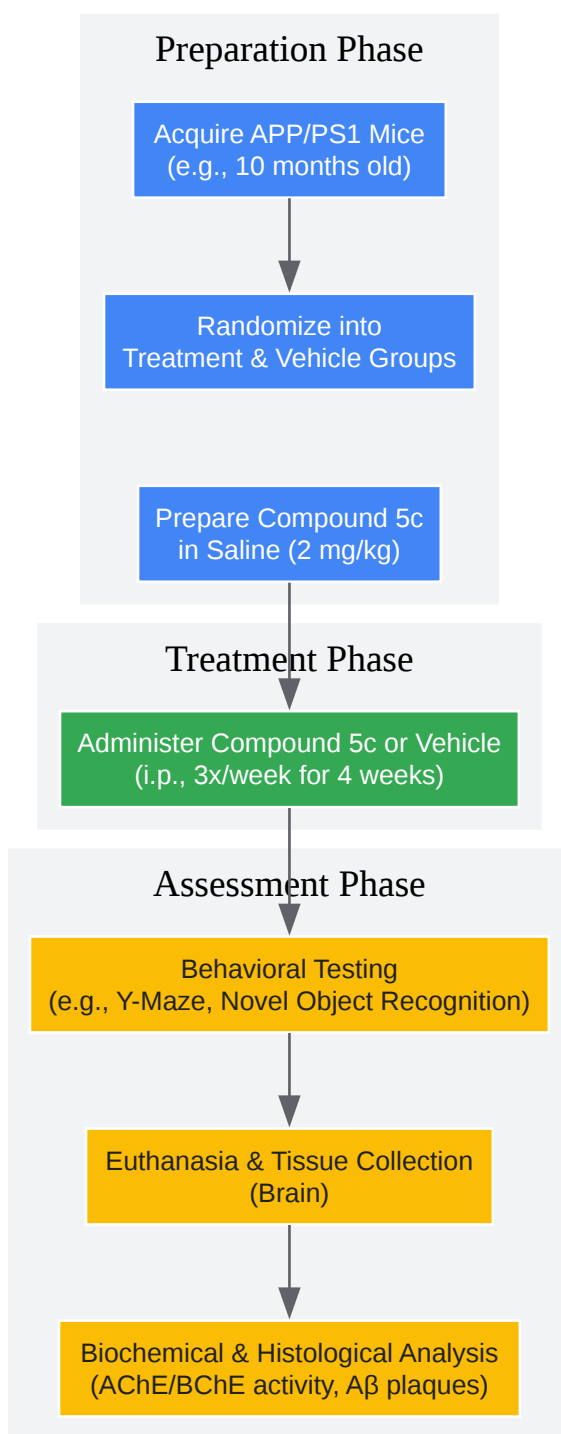 Preparation Phase
Acquire APP/PS1 Mice
(e.g., 10 months old)
Randomize into
Treatment & Vehicle Groups
Prepare Compound 5c
in Saline (2 mg/kg)
Treatment Phase
Administer Compound 5c or Vehicle
(i.p., 3x/week for 4 weeks)
Assessment Phase
Behavioral Testing
(e.g., Y-Maze, Novel Object Recognition)
Euthanasia & Tissue Collection
(Brain)
Biochemical & Histological Analysis
(AChE/BChE activity, Aβ plaques)